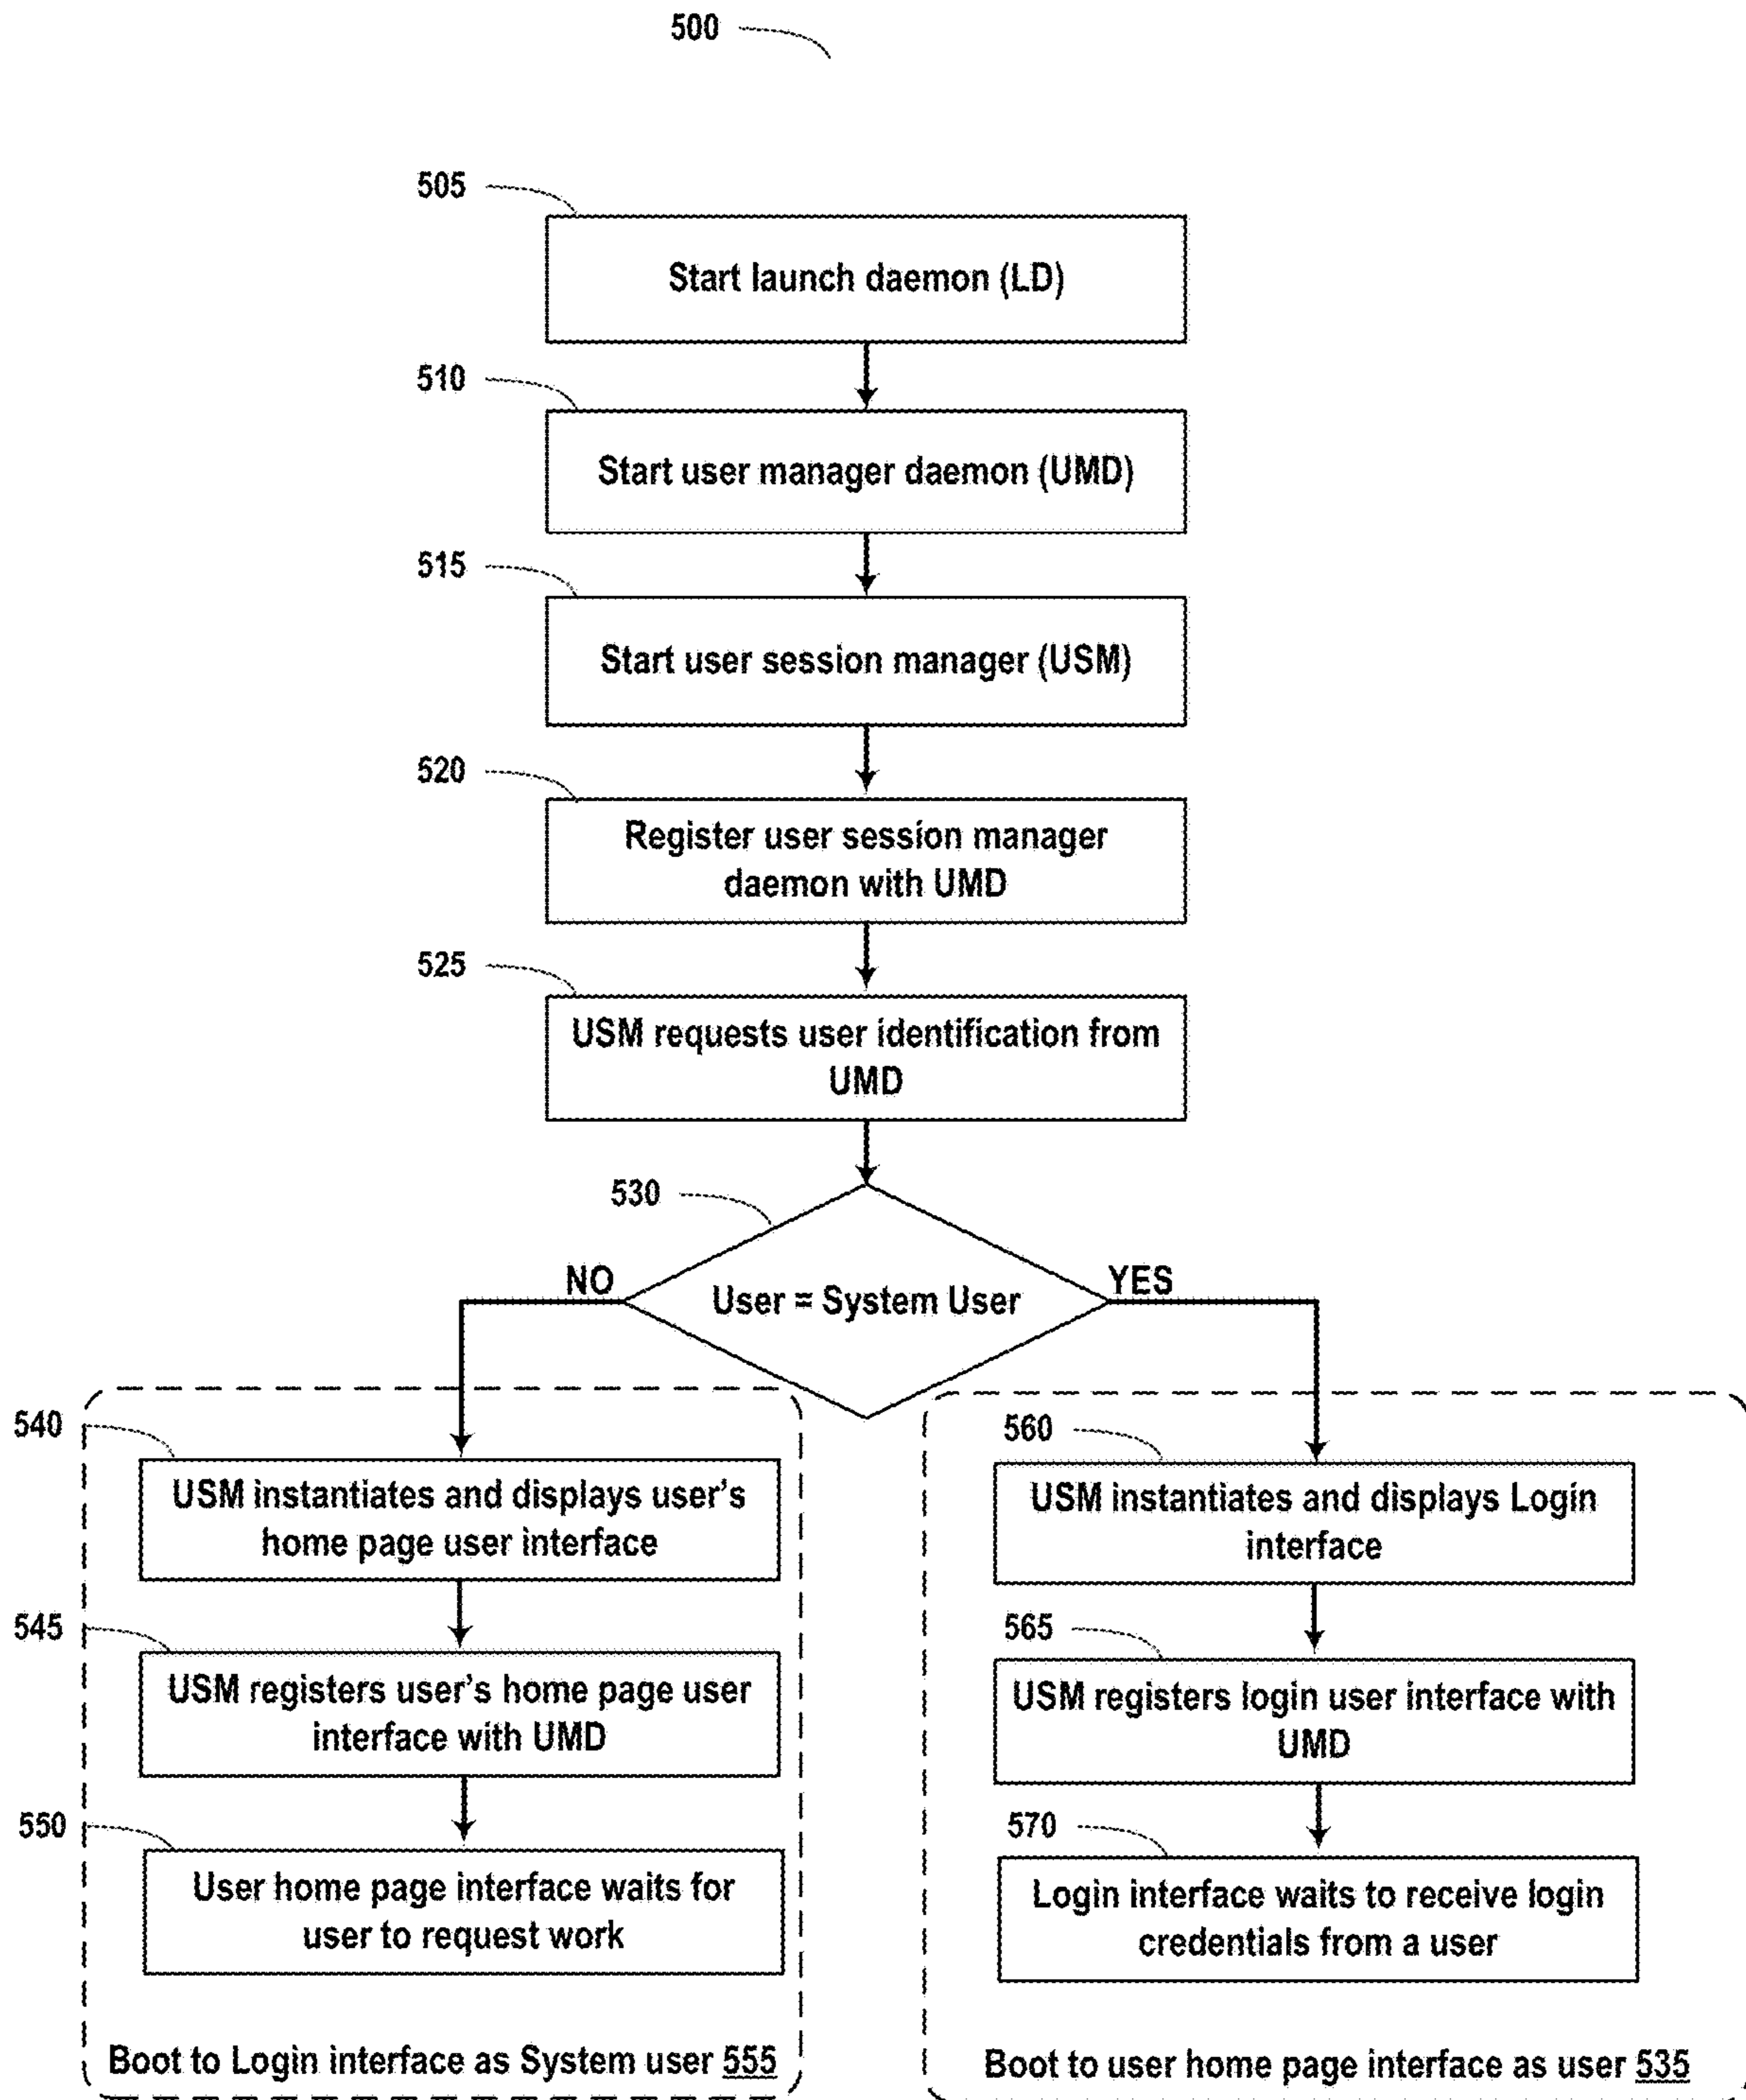 500
505
Start launch daemon (LD)
510
Start user manager daemon (UMD)
515
Start user session manager (USM)
520
Register user session manager
daemon with UMD
525
USM requests user identification from
UMD
530
NO
User = System User
YES
540
USM instantiates and displays user's
home page user interface
545
USM registers user's home page user
interface with UMD
550
User home page interface waits for
user to request work
Boot to Login interface as System user 555
560
USM instantiates and displays Login
interface
565
USM registers login user interface with
UMD
570
Login interface waits to receive login
credentials from a user
Boot to user home page interface as user 535